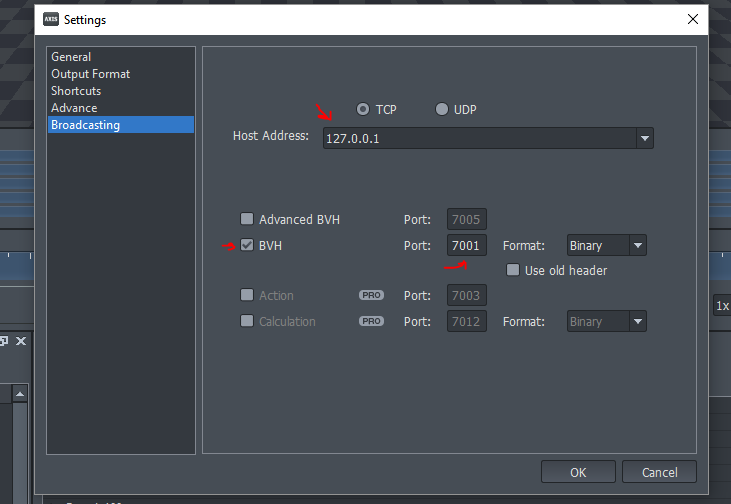 AXIS Settings
General
Output Format
Shortcuts
Advance
Broadcasting
TCP UDP
Host Address: 127.0.0.1
Advanced BVH Port: 7005
BVH Port: 7001 Format: Binary
Use old header
Action PRO Port: 7003
Calculation PRO Port: 7012 Format: Binary
1x
OK Cancel